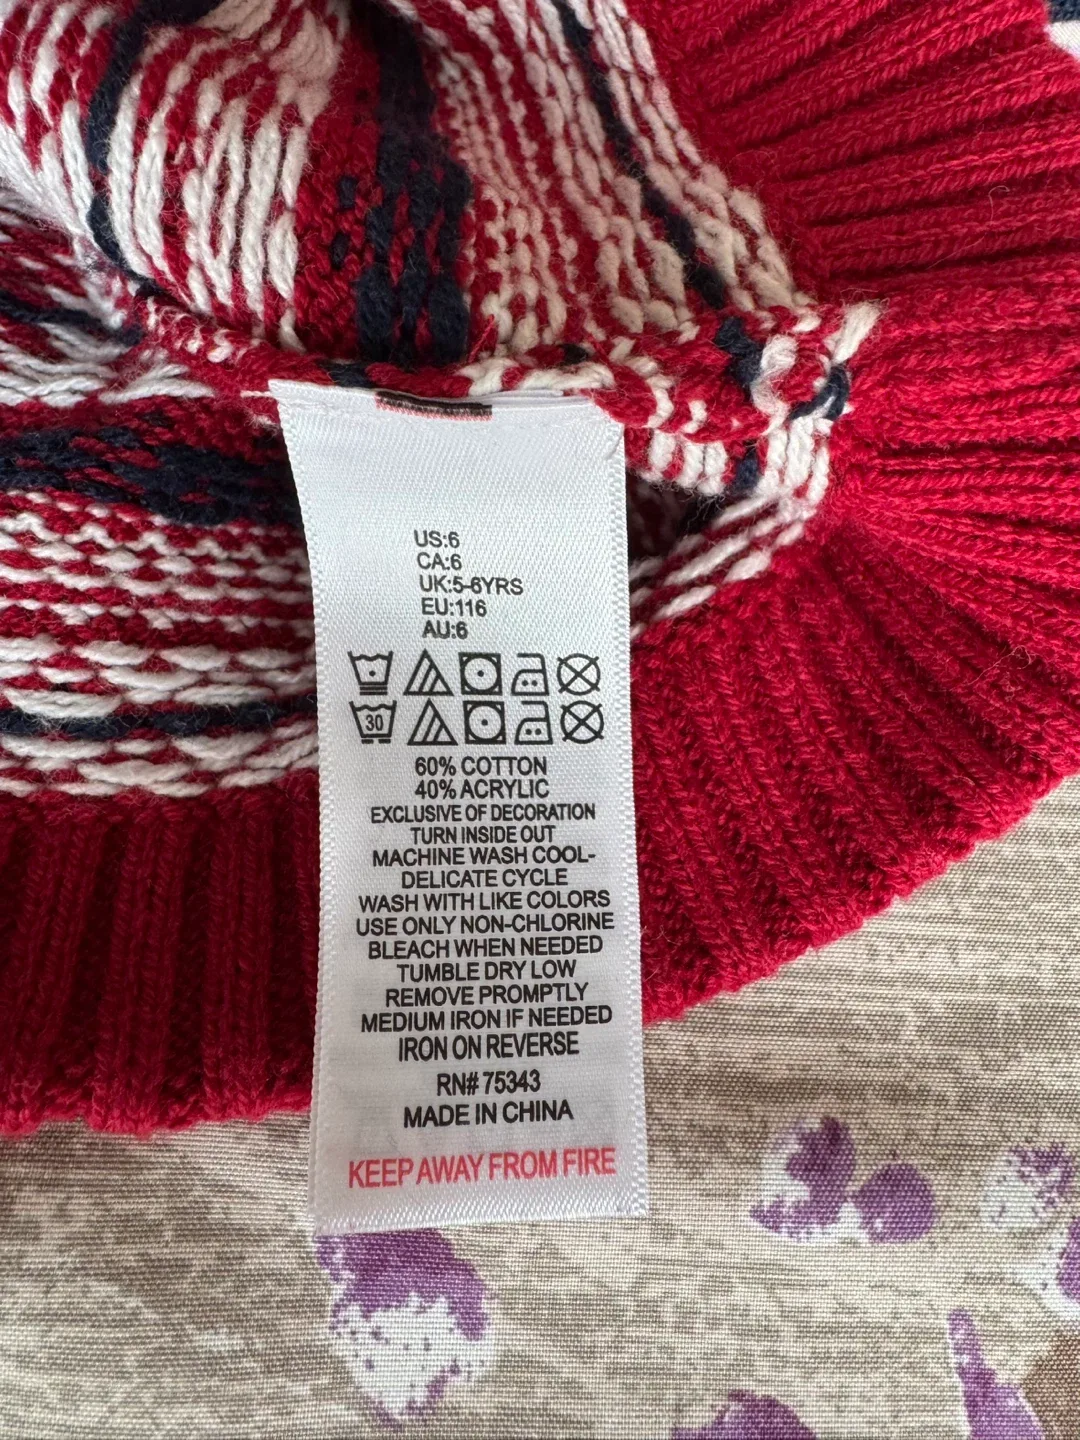 US:6
CA:6
UK:5-6YRS
EU:116
AU:6
30
60% COTTON
40% ACRYLIC
EXCLUSIVE OF DECORATION
TURN INSIDE OUT
MACHINE WASH COOL-
DELICATE CYCLE
WASH WITH LIKE COLORS
USE ONLY NON-CHLORINE
BLEACH WHEN NEEDED
TUMBLE DRY LOW
REMOVE PROMPTLY
MEDIUM IRON IF NEEDED
IRON ON REVERSE
RN# 75343
MADE IN CHINA
KEEP AWAY FROM FIRE